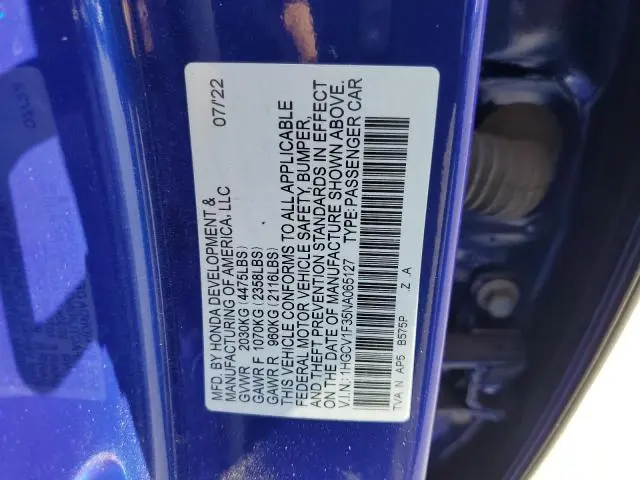 MFD. BY HONDA DEVELOPMENT & 07/'22
MANUFACTURING OF AMERICA, LLC
GVWR 2030KG (4475LBS)
GAWR F 1070KG (2358LBS)
GAWR R 960KG (2116LBS)
THIS VEHICLE CONFORMS TO ALL APPLICABLE
FEDERAL MOTOR VEHICLE SAFETY, BUMPER,
AND THEFT PREVENTION STANDARDS IN EFFECT
ON THE DATE OF MANUFACTURE SHOWN ABOVE.
V.I.N.: 1HGCV1F35NA065127 TYPE: PASSENGER CAR
TVA N AP5 B575P Z A